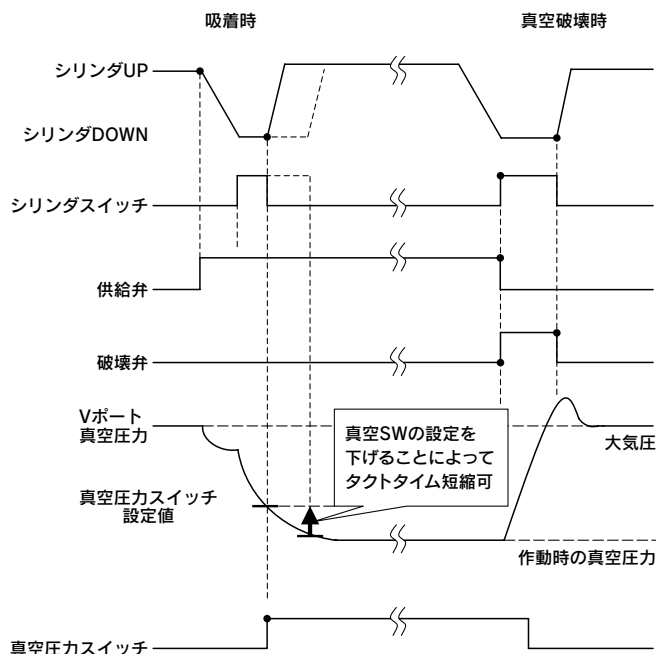 吸着時
真空破壊時
シリンダUP
シリンダDOWN
シリンダスイッチ
供給弁
破壊弁
Vポート
真空圧力
大気圧
真空SWの設定を
下げることによって
タクトタイム短縮可
真空圧力スイッチ
設定値
作動時の真空圧力
真空圧力スイッチ